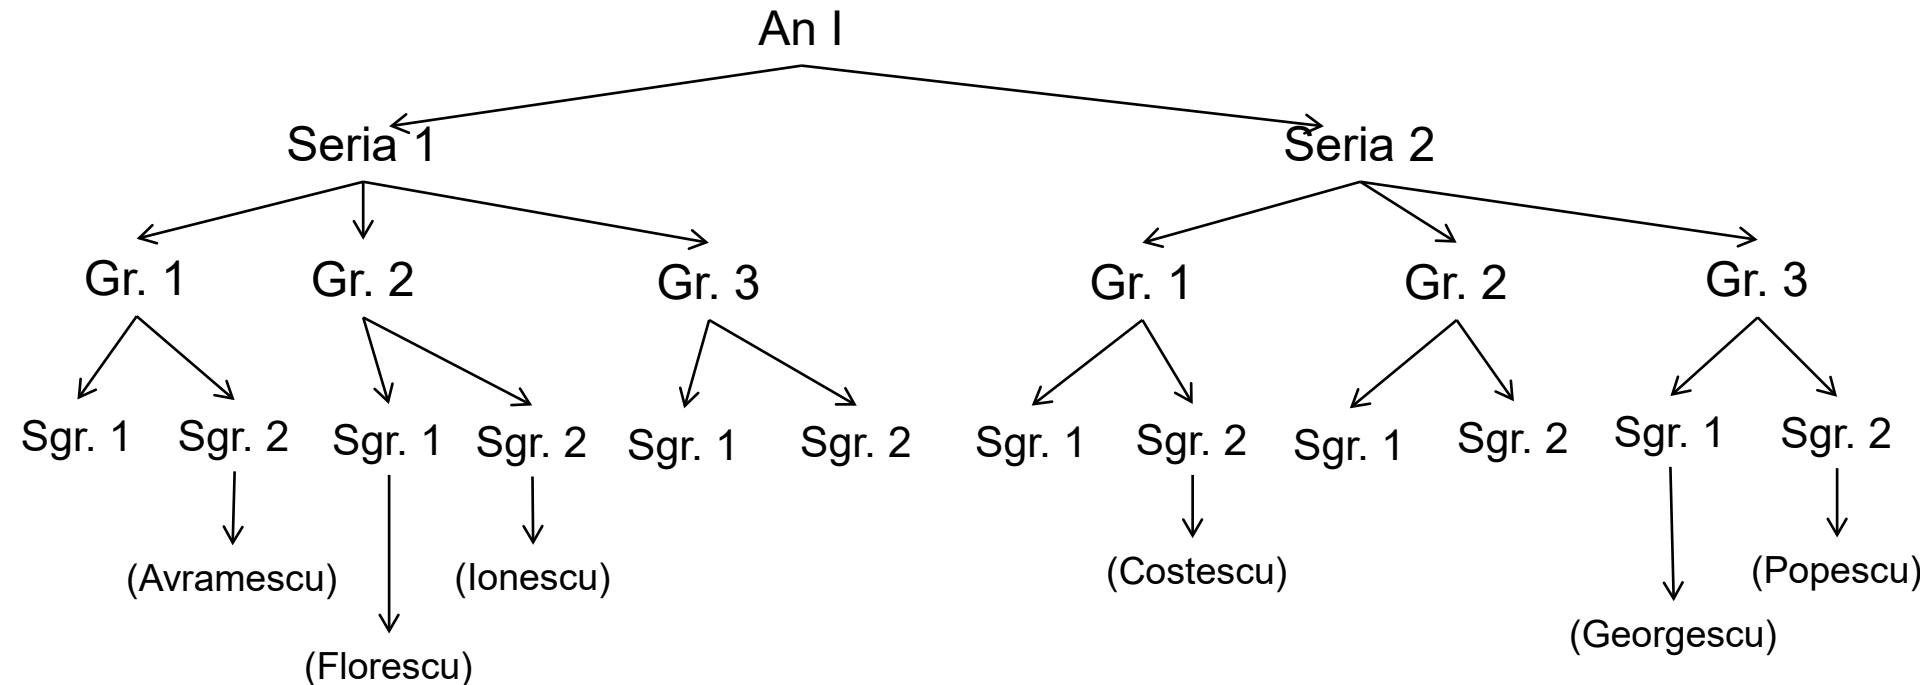 An I
Seria 1 Seria 2
Gr. 1 Gr. 2 Gr. 3 Gr. 1 Gr. 2 Gr. 3
Sgr. 1 Sgr. 2 Sgr. 1 Sgr. 2 Sgr. 1 Sgr. 2 Sgr. 1 Sgr. 2 Sgr. 1 Sgr. 2 Sgr. 1 Sgr. 2
(Avramescu) (Ionescu) (Costescu) (Popescu)
(Florescu) (Georgescu)